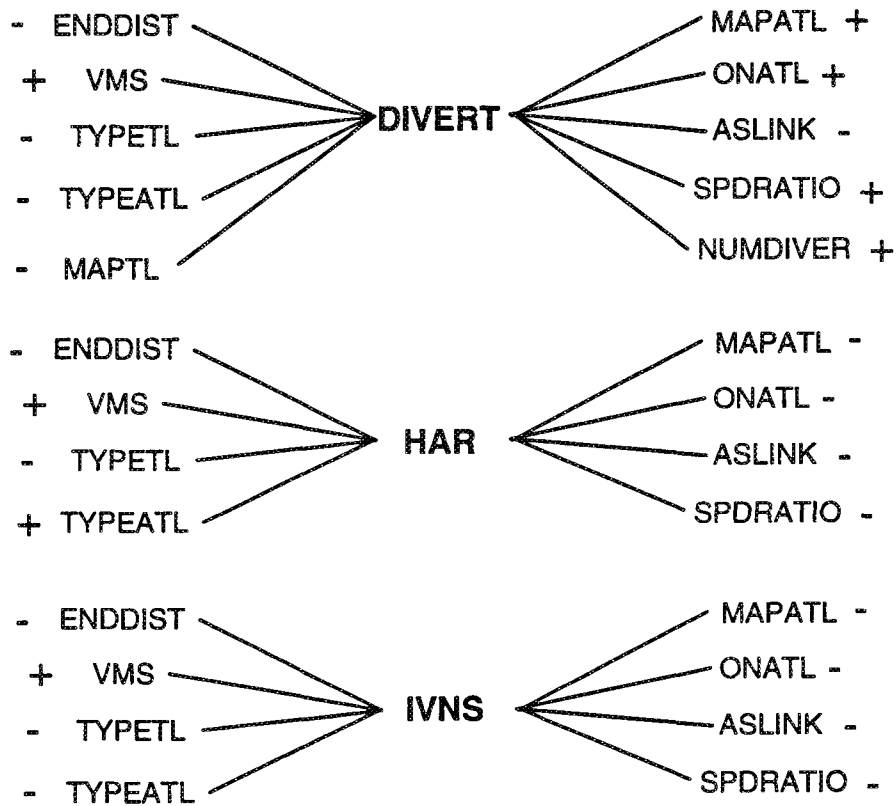 - ENDDIST
+ VMS
- TYPETL
- TYPEATL
- MAPTL
DIVERT
MAPATL +
ONATL +
ASLINK -
SPDRATIO +
NUMDIVER +
- ENDDIST
+ VMS
- TYPETL
+ TYPEATL
HAR
MAPATL -
ONATL -
ASLINK -
SPDRATIO -
- ENDDIST
+ VMS
- TYPETL
- TYPEATL
IVNS
MAPATL -
ONATL -
ASLINK -
SPDRATIO -